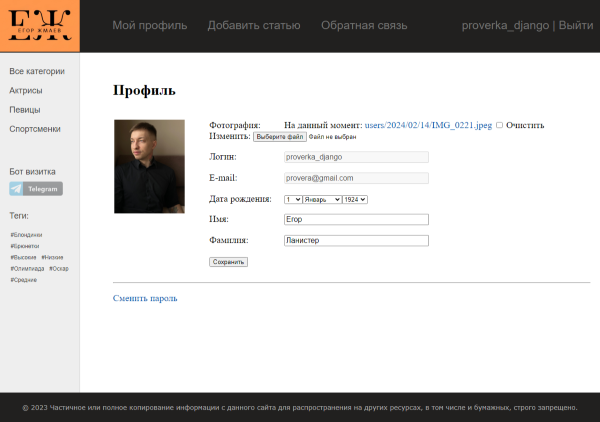 ЕЖ
ЕГОР ЖМАЕВ
Мой профиль Добавить статью Обратная связь proverka_django | Выйти
Все категории
Актрисы
Певицы
Спортсменки
Бот визитка
Telegram
Теги:
#Блондинки
#Брюнетки
#Высокие #Низкие
#Олимпиада #Оскар
#Средние
Профиль
Фотография: На данный момент: users/2024/02/14/IMG_0221.jpeg Очистить
Изменить: Выберите файл Файл не выбран
Логин: proverka_django
E-mail: provera@gmail.com
Дата рождения: 1 Январь 1924
Имя: Егор
Фамилия: Ланистер
Сохранить
Сменить пароль
© 2023 Частичное или полное копирование информации с данного сайта для распространения на других ресурсах, в том числе и бумажных, строго запрещено.